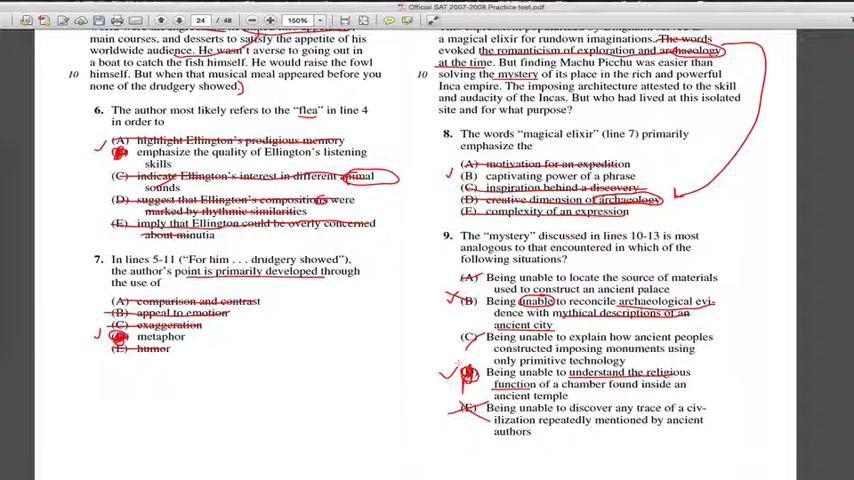 Official SAT 2007-2008 Practice test.pdf
24 / 48
150%
main courses, and desserts to satisfy the appetite of his
worldwide audience. He wasn't averse to going out in
a boat to catch the fish himself. He would raise the fowl
10 himself. But when that musical meal appeared before you
none of the drudgery showed.
6. The author most likely refers to the "flea" in line 4
in order to
(A) highlight Ellington's prodigious memory
emphasize the quality of Ellington's listening
skills
(C) indicate Ellington's interest in different animal
sounds
(D) suggest that Ellington's compositions were
marked by rhythmic similarities
(E) imply that Ellington could be overly concerned
about minutia
7. In lines 5-11 ("For him . . . drudgery showed"),
the author's point is primarily developed through
the use of
(A) comparison and contrast
(B) appeal to emotion
(C) exaggeration
metaphor
(E) humor
a magical elixir for rundown imaginations. The words
evoked the romanticism of exploration and archaeology
at the time. But finding Machu Picchu was easier than
10 solving the mystery of its place in the rich and powerful
Inca empire. The imposing architecture attested to the skill
and audacity of the Incas. But who had lived at this isolated
site and for what purpose?
8. The words "magical elixir" (line 7) primarily
emphasize the
(A) motivation for an expedition
(B) captivating power of a phrase
(C) inspiration behind a discovery
(D) creative dimension of archaeology
(E) complexity of an expression
9. The "mystery" discussed in lines 10-13 is most
analogous to that encountered in which of the
following situations?
(A) Being unable to locate the source of materials
used to construct an ancient palace
(B) Being unable to reconcile archaeological evi-
dence with mythical descriptions of an
ancient city
(C) Being unable to explain how ancient peoples
constructed imposing monuments using
only primitive technology
Being unable to understand the religious
function of a chamber found inside an
ancient temple
(E) Being unable to discover any trace of a civ-
ilization repeatedly mentioned by ancient
authors